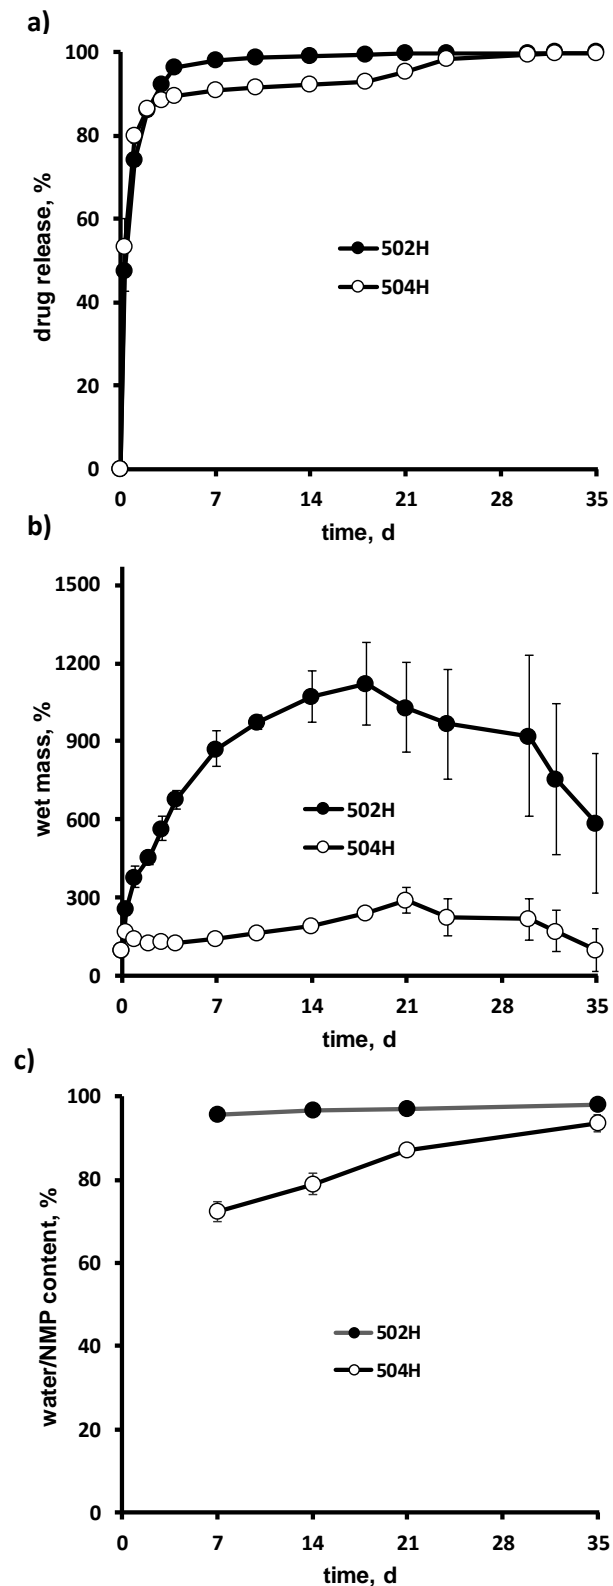 a)
100
80
60
40
20
0
drug release, %
502H
504H
0 7 14 21 28 35
time, d
b)
1500
1200
900
600
300
0
wet mass, %
502H
504H
0 7 14 21 28 35
time, d
c)
100
80
60
40
20
0
water/NMP content, %
502H
504H
0 7 14 21 28 35
time, d